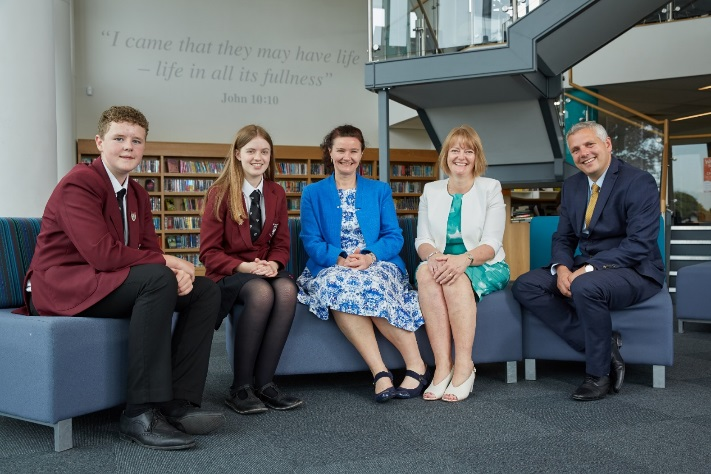 “I came that they may have life
– life in all its fullness”
John 10:10